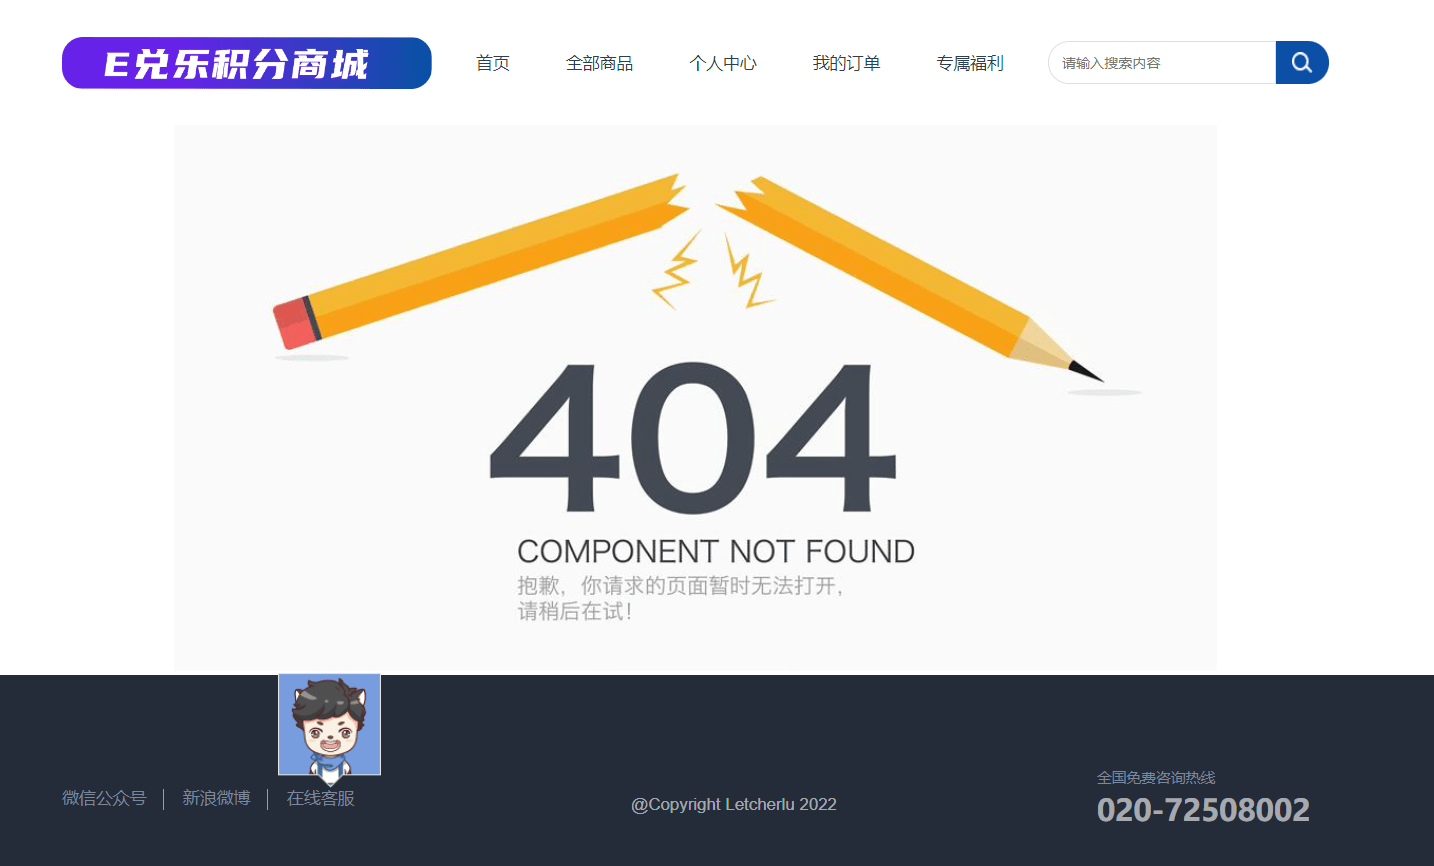 E兑乐积分商城
首页 全部商品 个人中心 我的订单 专属福利 请输入搜索内容
404
COMPONENT NOT FOUND
抱歉，你请求的页面暂时无法打开，
请稍后在试！
微信公众号 新浪微博 在线客服
@Copyright Letcherlu 2022
全国免费咨询热线
020-72508002